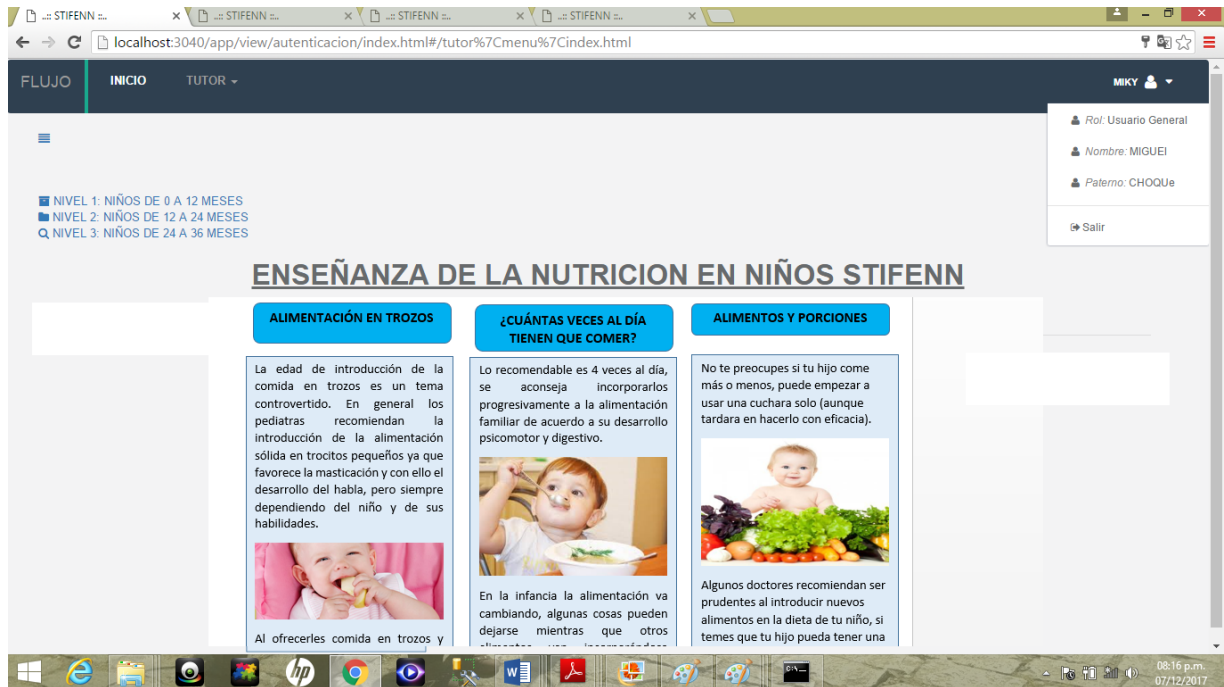 ..:: STIFENN ::..
..:: STIFENN ::..
..:: STIFENN ::..
..:: STIFENN ::..
localhost:3040/app/view/autenticacion/index.html#/tutor%7Cmenu%7Cindex.html
FLUJO INICIO TUTOR MIKY
Rol: Usuario General
Nombre: MIGUEl
Paterno: CHOQUe
Salir
NIVEL 1: NIÑOS DE 0 A 12 MESES
NIVEL 2: NIÑOS DE 12 A 24 MESES
NIVEL 3: NIÑOS DE 24 A 36 MESES
ENSEÑANZA DE LA NUTRICION EN NIÑOS STIFENN
ALIMENTACIÓN EN TROZOS
La edad de introducción de la
comida en trozos es un tema
controvertido. En general los
pediatras recomiendan la
introducción de la alimentación
sólida en trocitos pequeños ya que
favorece la masticación y con ello el
desarrollo del habla, pero siempre
dependiendo del niño y de sus
habilidades.
Al ofrecerles comida en trozos y
¿CUÁNTAS VECES AL DÍA
TIENEN QUE COMER?
Lo recomendable es 4 veces al día,
se aconseja incorporarlos
progresivamente a la alimentación
familiar de acuerdo a su desarrollo
psicomotor y digestivo.
En la infancia la alimentación va
cambiando, algunas cosas pueden
dejarse mientras que otros
ALIMENTOS Y PORCIONES
No te preocupes si tu hijo come
más o menos, puede empezar a
usar una cuchara solo (aunque
tardara en hacerlo con eficacia).
Algunos doctores recomiendan ser
prudentes al introducir nuevos
alimentos en la dieta de tu niño, si
temes que tu hijo pueda tener una
08:16 p.m.
07/12/2017